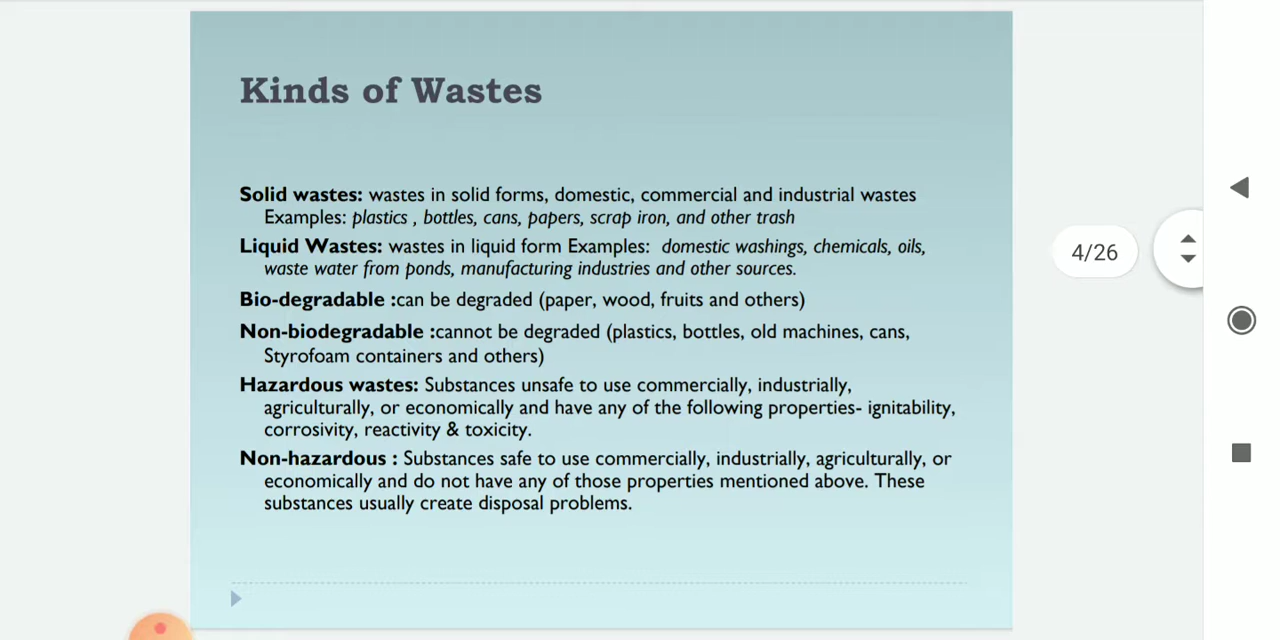 Kinds of Wastes
Solid wastes: wastes in solid forms, domestic, commercial and industrial wastes
Examples: plastics , bottles, cans, papers, scrap iron, and other trash
Liquid Wastes: wastes in liquid form Examples:  domestic washings, chemicals, oils,
waste water from ponds, manufacturing industries and other sources.
Bio-degradable :can be degraded (paper, wood, fruits and others)
Non-biodegradable :cannot be degraded (plastics, bottles, old machines, cans,
Styrofoam containers and others)
Hazardous wastes: Substances unsafe to use commercially, industrially,
agriculturally, or economically and have any of the following properties- ignitability,
corrosivity, reactivity & toxicity.
Non-hazardous : Substances safe to use commercially, industrially, agriculturally, or
economically and do not have any of those properties mentioned above. These
substances usually create disposal problems.
4/26